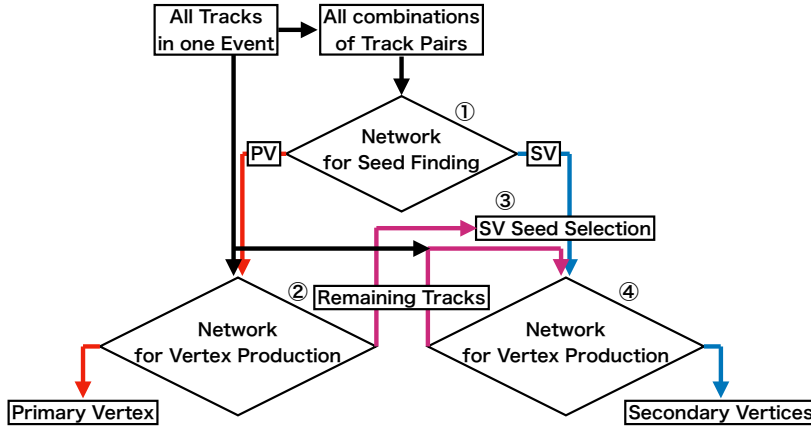 All Tracks
in one Event
All combinations
of Track Pairs
①
Network
for Seed Finding
PV
SV
③
SV Seed Selection
②
Remaining Tracks
④
Network
for Vertex Production
Network
for Vertex Production
Primary Vertex
Secondary Vertices